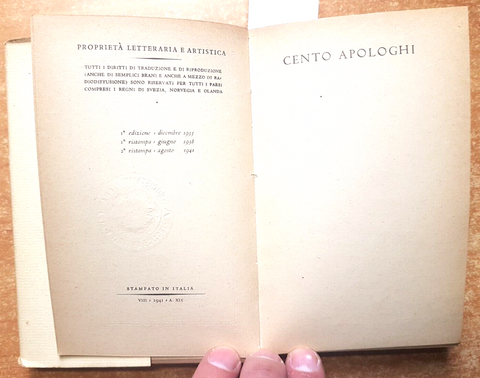 PROPRIETÀ LETTERARIA E ARTISTICA
TUTTI I DIRITTI DI TRADUZIONE E DI RIPRODUZIONE
(ANCHE DI SEMPLICI BRANI E ANCHE A MEZZO DI RA-
DIODIFFUSIONE) SONO RISERVATI PER TUTTI I PAESI
COMPRESI I REGNI DI SVEZIA, NORVEGIA E OLANDA
1ª edizione - dicembre 1935
1ª ristampa - giugno 1938
2ª ristampa - agosto 1941
STAMPATO IN ITALIA
VIII - 1941 - A. XIX
CENTO APOLOGHI